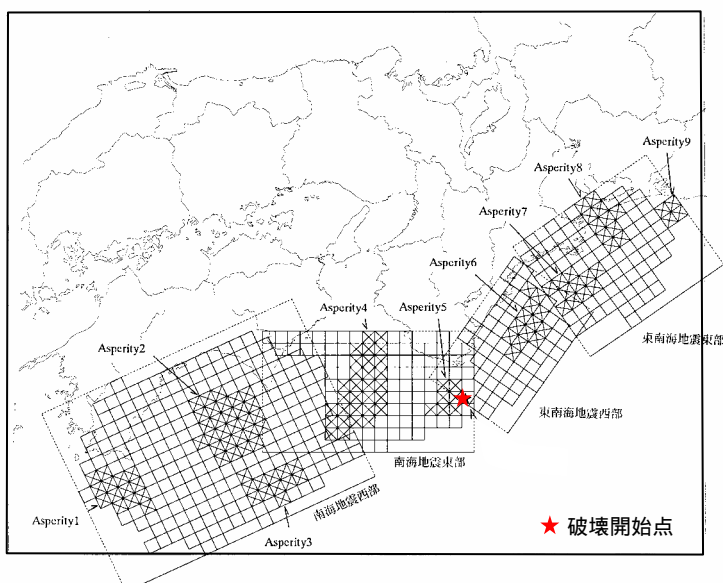 Asperity9
Asperity8
Asperity7
Asperity6
Asperity4
Asperity5
Asperity2
東南海地震東部
東南海地震西部
南海地震東部
南海地震西部
Asperity1
Asperity3
★ 破壊開始点